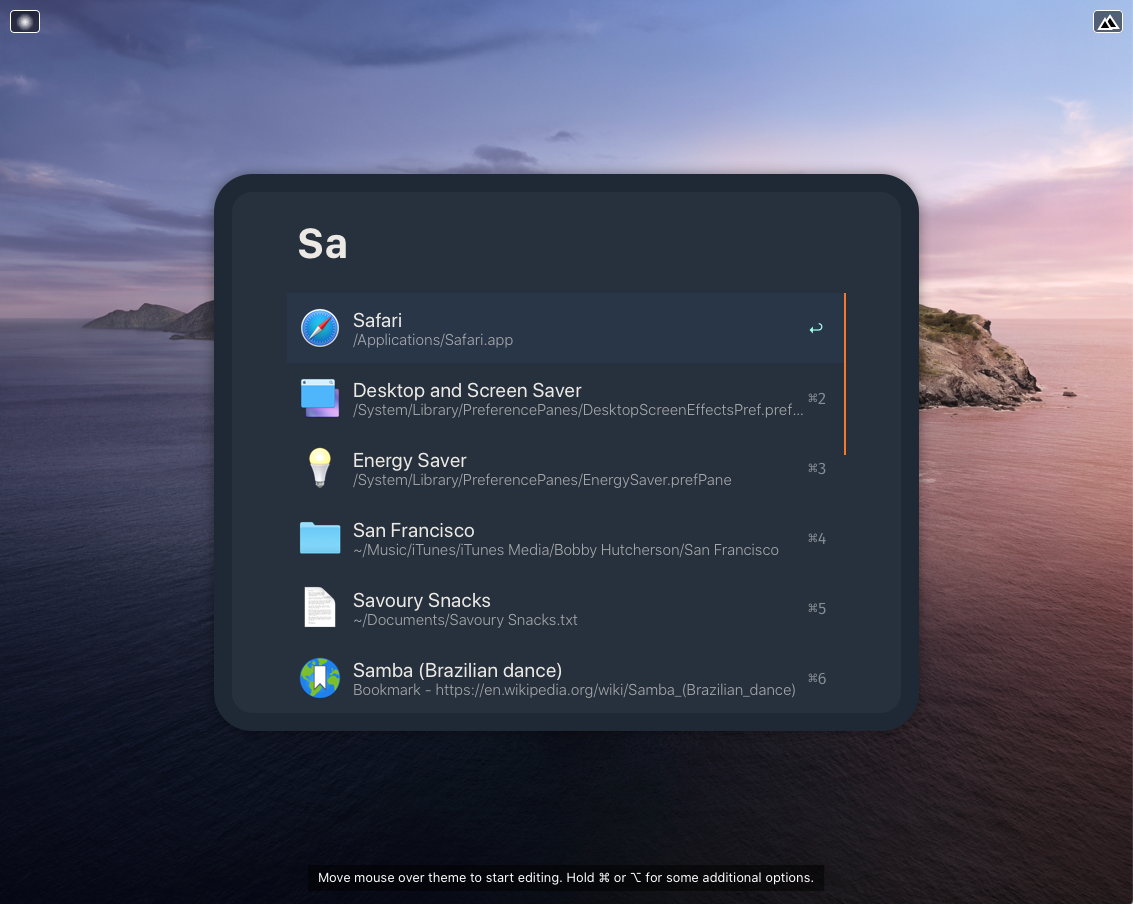 Sa
Safari
/Applications/Safari.app
Desktop and Screen Saver
/System/Library/PreferencePanes/DesktopScreenEffectsPref.pref...
⌘2
Energy Saver
/System/Library/PreferencePanes/EnergySaver.prefPane
⌘3
San Francisco
~/Music/iTunes/iTunes Media/Bobby Hutcherson/San Francisco
⌘4
Savoury Snacks
~/Documents/Savoury Snacks.txt
⌘5
Samba (Brazilian dance)
Bookmark - https://en.wikipedia.org/wiki/Samba_(Brazilian_dance)
⌘6
Move mouse over theme to start editing. Hold ⌘ or ⌥ for some additional options.